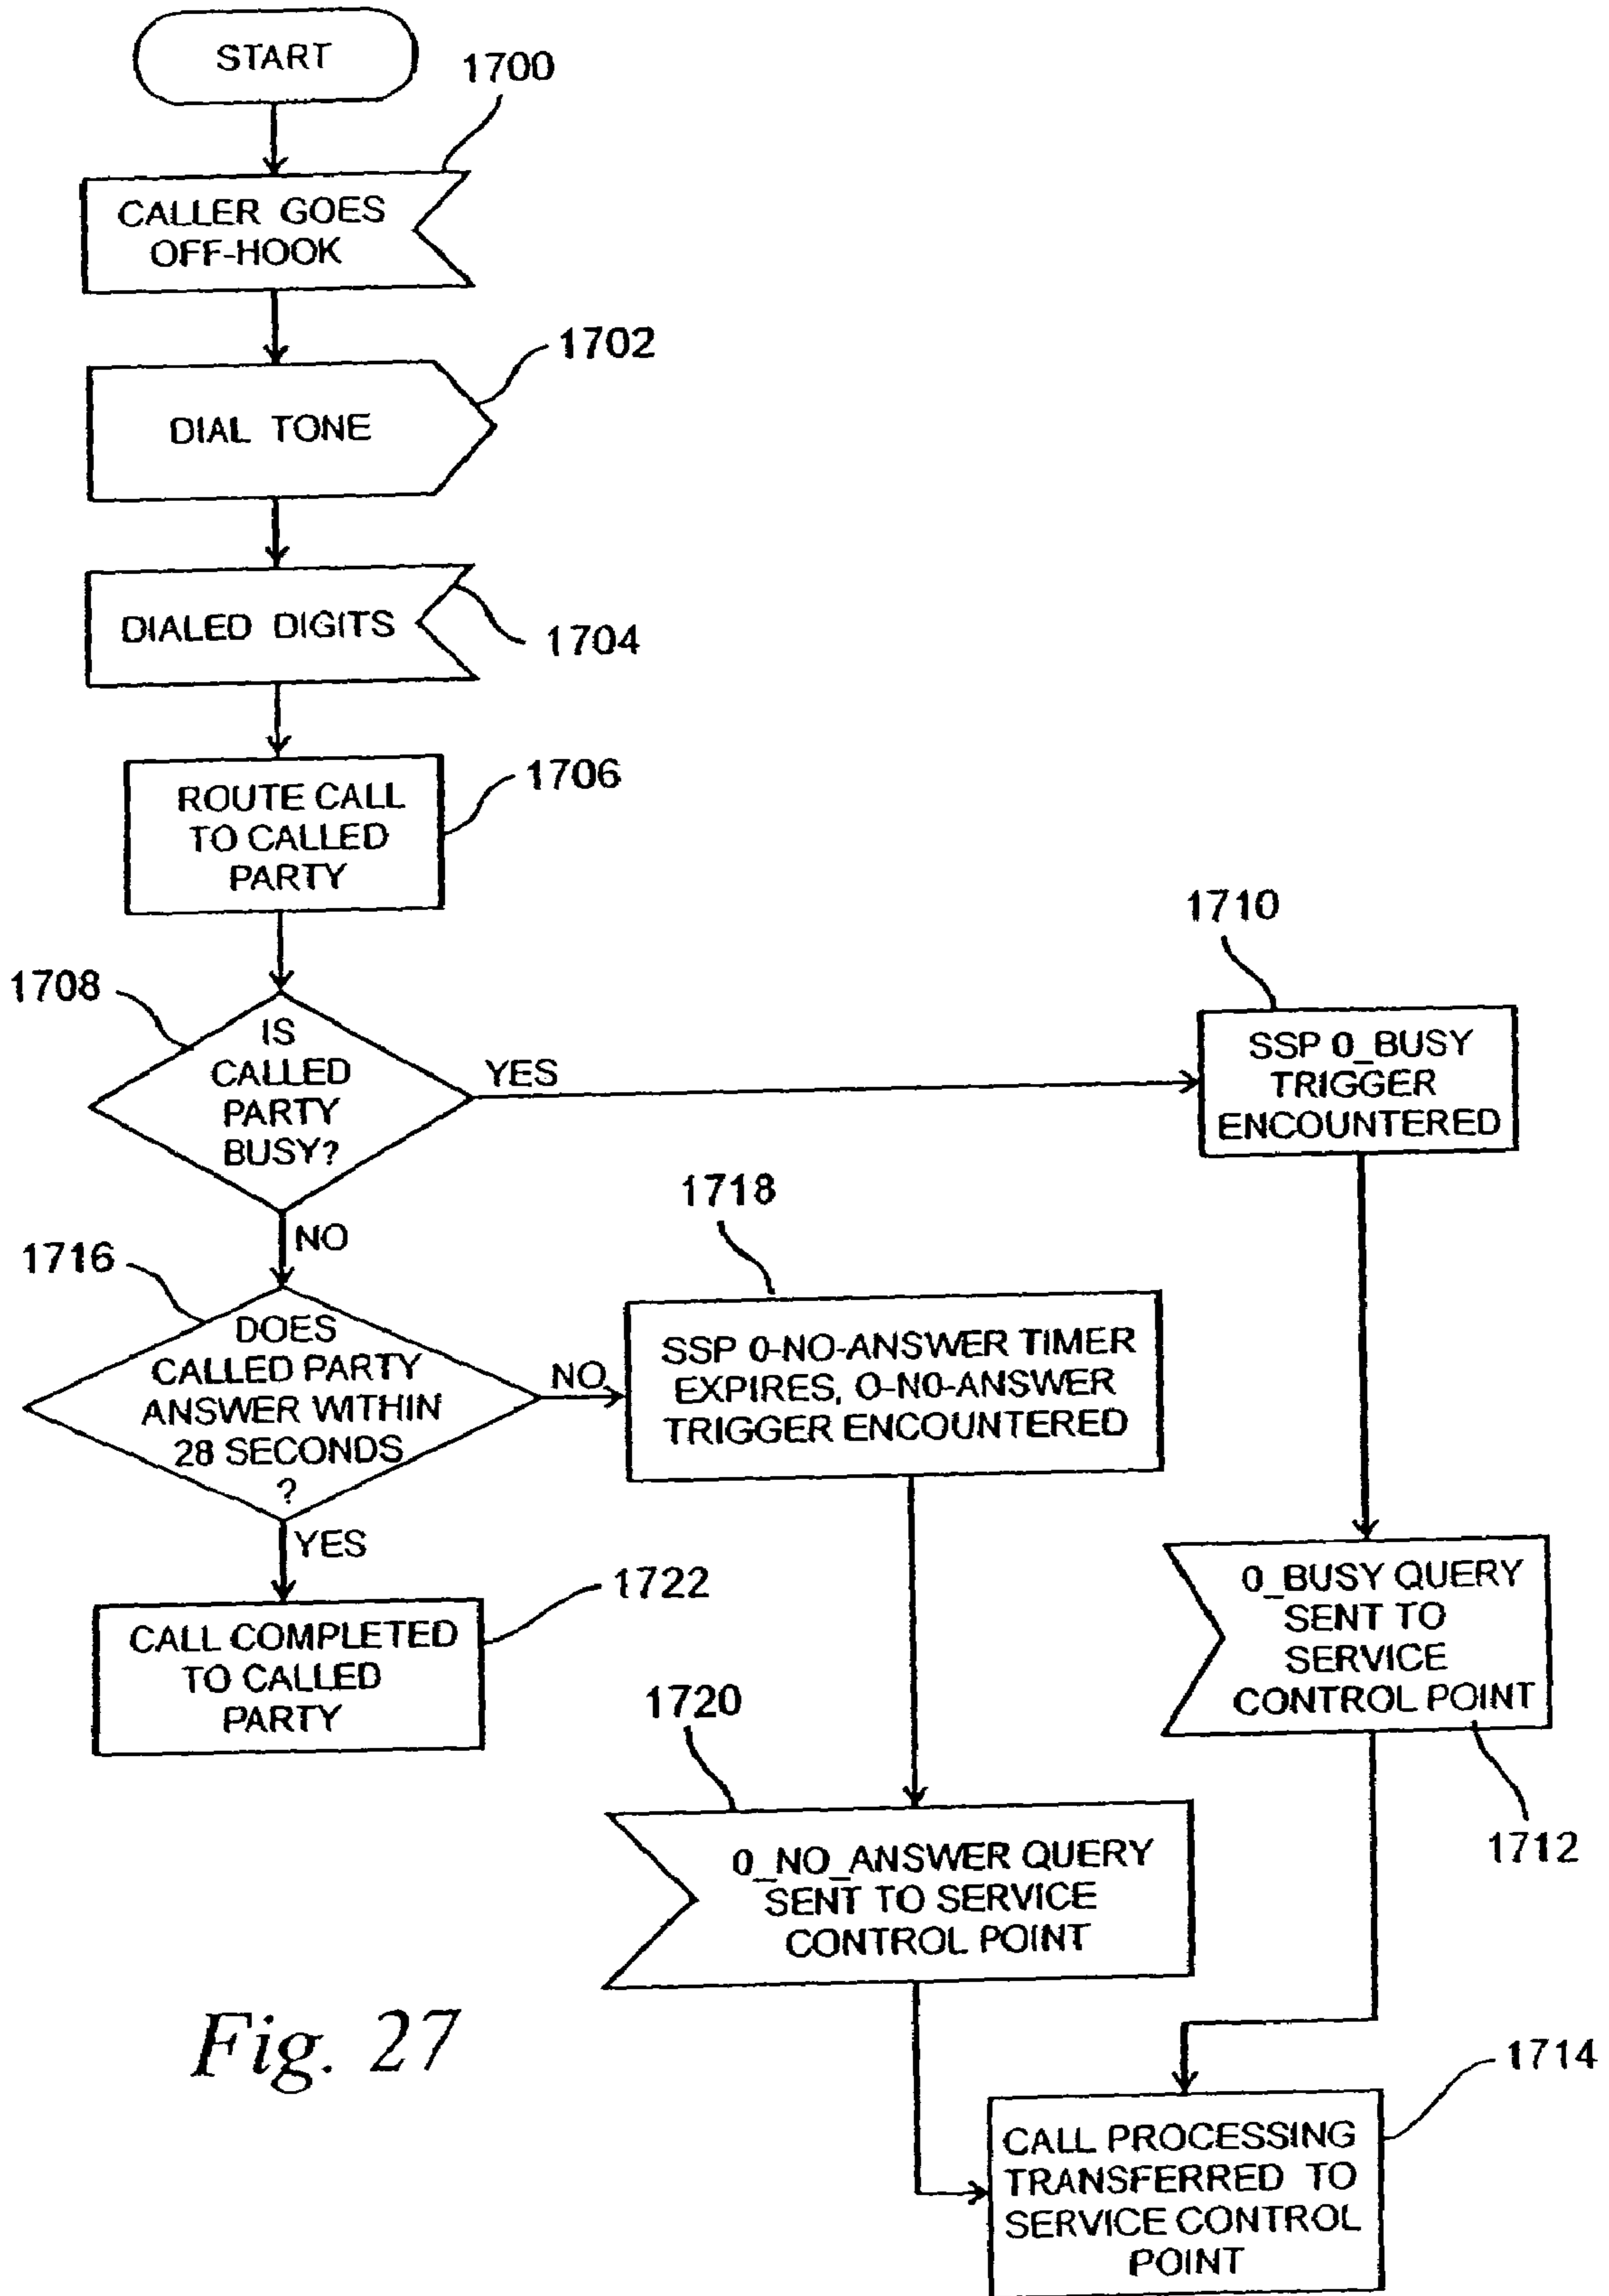 START
1700
CALLER GOES
OFF-HOOK
1702
DIAL TONE
DIALED DIGITS
1704
ROUTE CALL
TO CALLED
PARTY
1706
1708
IS
CALLED
PARTY
BUSY?
YES
1710
SSP 0_BUSY
TRIGGER
ENCOUNTERED
NO
1716
DOES
CALLED PARTY
ANSWER WITHIN
28 SECONDS
?
NO
1718
SSP 0-NO-ANSWER TIMER
EXPIRES, O-N0-ANSWER
TRIGGER ENCOUNTERED
YES
1722
CALL COMPLETED
TO CALLED
PARTY
0_BUSY QUERY
SENT TO
SERVICE
CONTROL POINT
1712
1720
0_NO_ANSWER QUERY
SENT TO SERVICE
CONTROL POINT
1714
CALL PROCESSING
TRANSFERRED TO
SERVICE CONTROL
POINT
Fig. 27